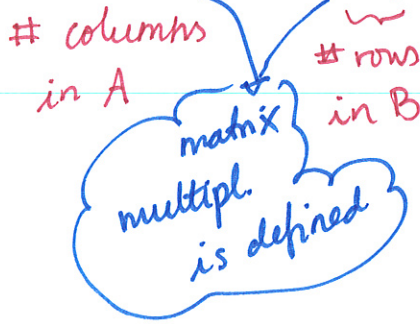 # columns
in A
# rows
in B
matrix
multipl.
is defined